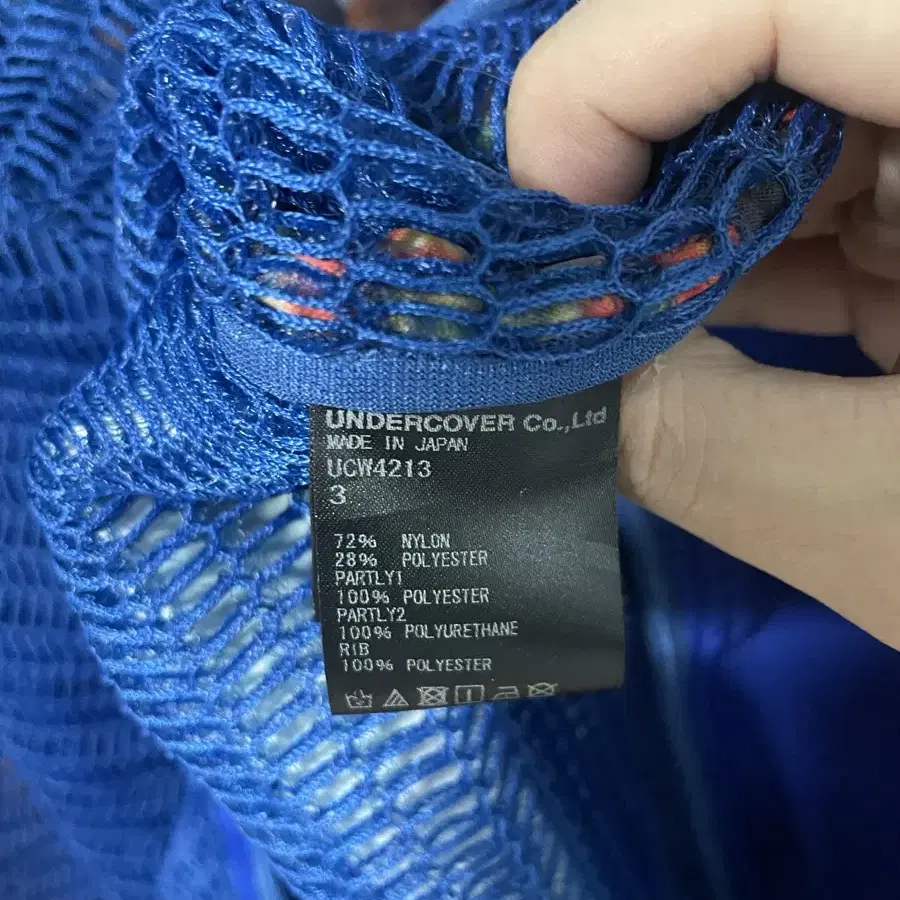 UNDERCOVER Co.,Ltd
MADE IN JAPAN
UCW4213
3
72% NYLON
28% POLYESTER
PARTLY1
100% POLYESTER
PARTLY2
100% POLYURETHANE
RIB
100% POLYESTER